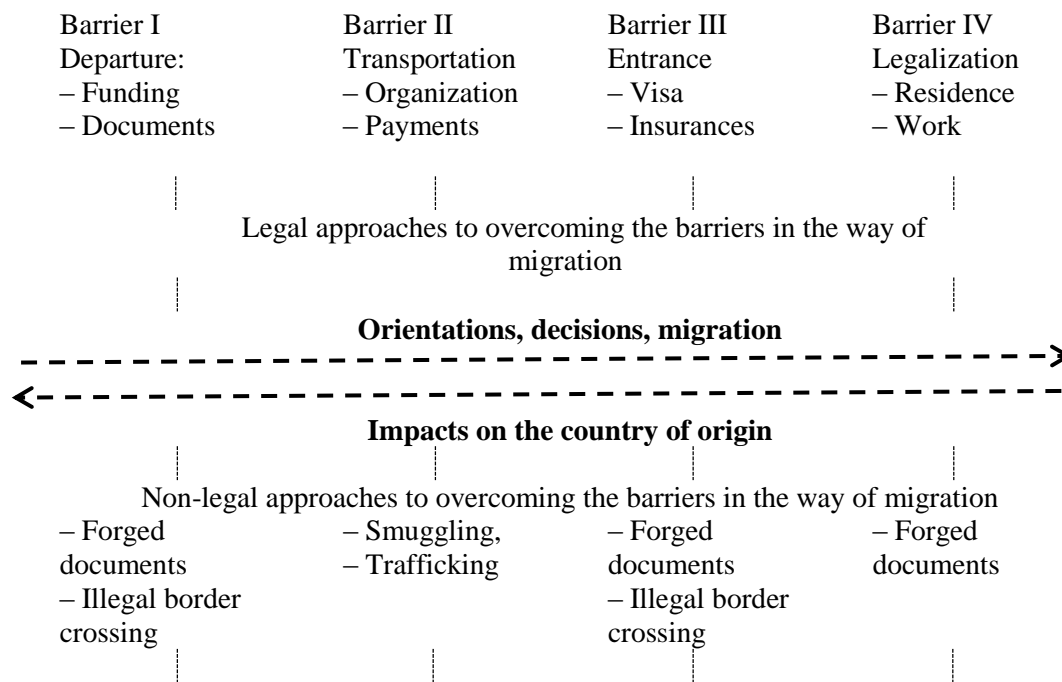 Barrier I
Departure:
– Funding
– Documents
Barrier II
Transportation
– Organization
– Payments
Barrier III
Entrance
– Visa
– Insurances
Barrier IV
Legalization
– Residence
– Work
Legal approaches to overcoming the barriers in the way of
migration
Orientations, decisions, migration
Impacts on the country of origin
Non-legal approaches to overcoming the barriers in the way of migration
– Forged
documents
– Illegal border
crossing
– Smuggling,
– Trafficking
– Forged
documents
– Illegal border
crossing
– Forged
documents